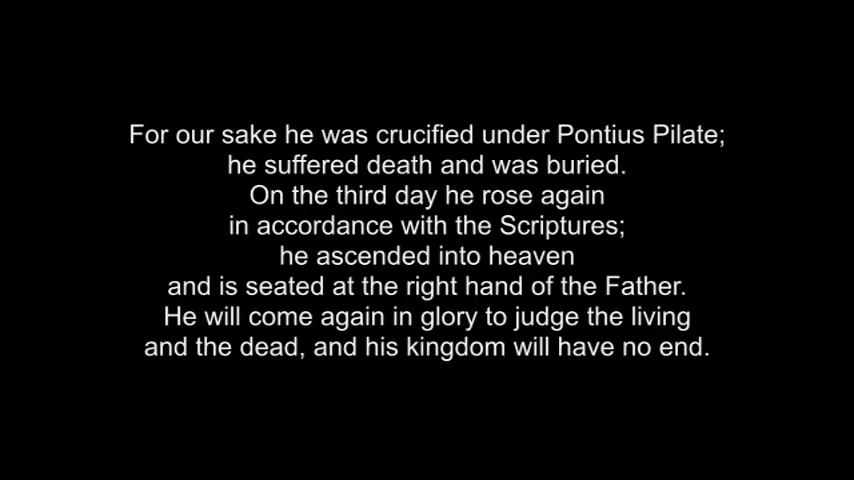 For our sake he was crucified under Pontius Pilate;
he suffered death and was buried.
On the third day he rose again
in accordance with the Scriptures;
he ascended into heaven
and is seated at the right hand of the Father.
He will come again in glory to judge the living
and the dead, and his kingdom will have no end.